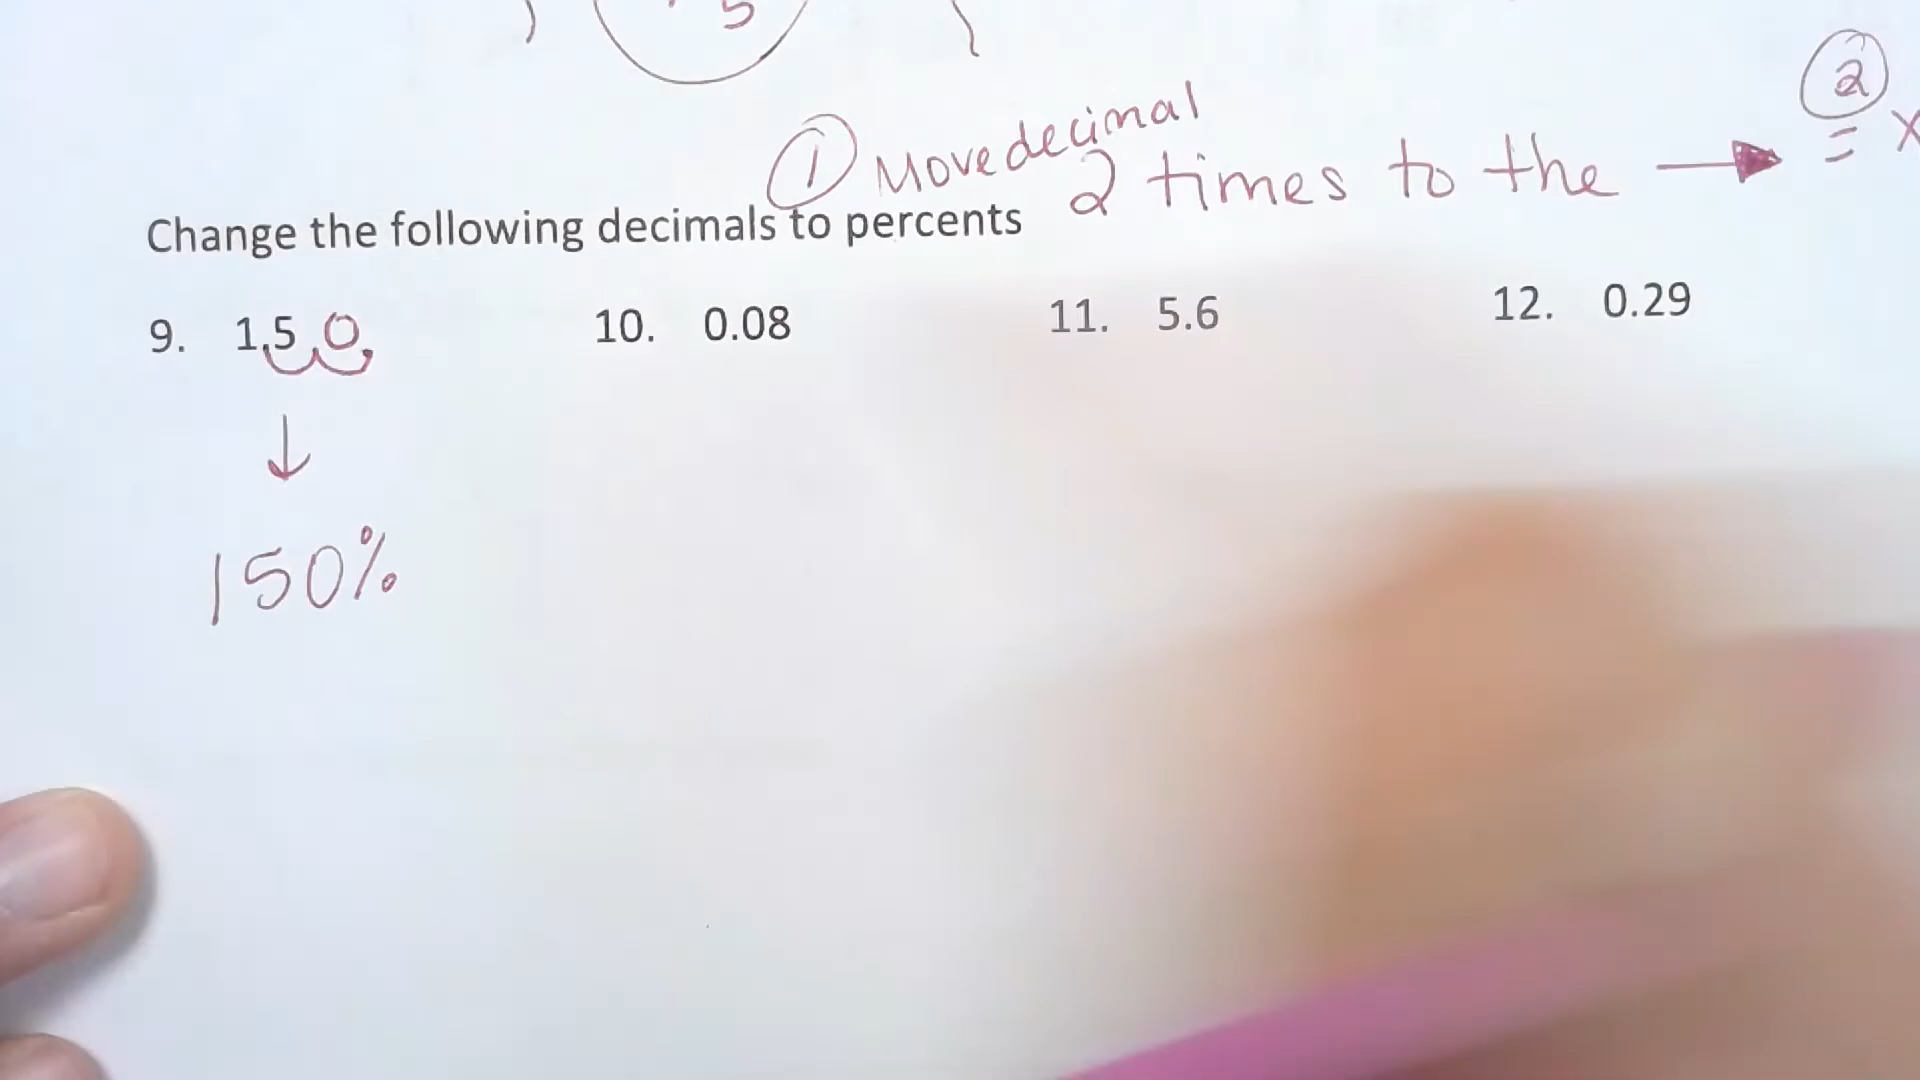 5
① Move decimal
2 times to the → ②
= x
Change the following decimals to percents
9. 1.5 0.
10. 0.08
11. 5.6
12. 0.29
↓
150%